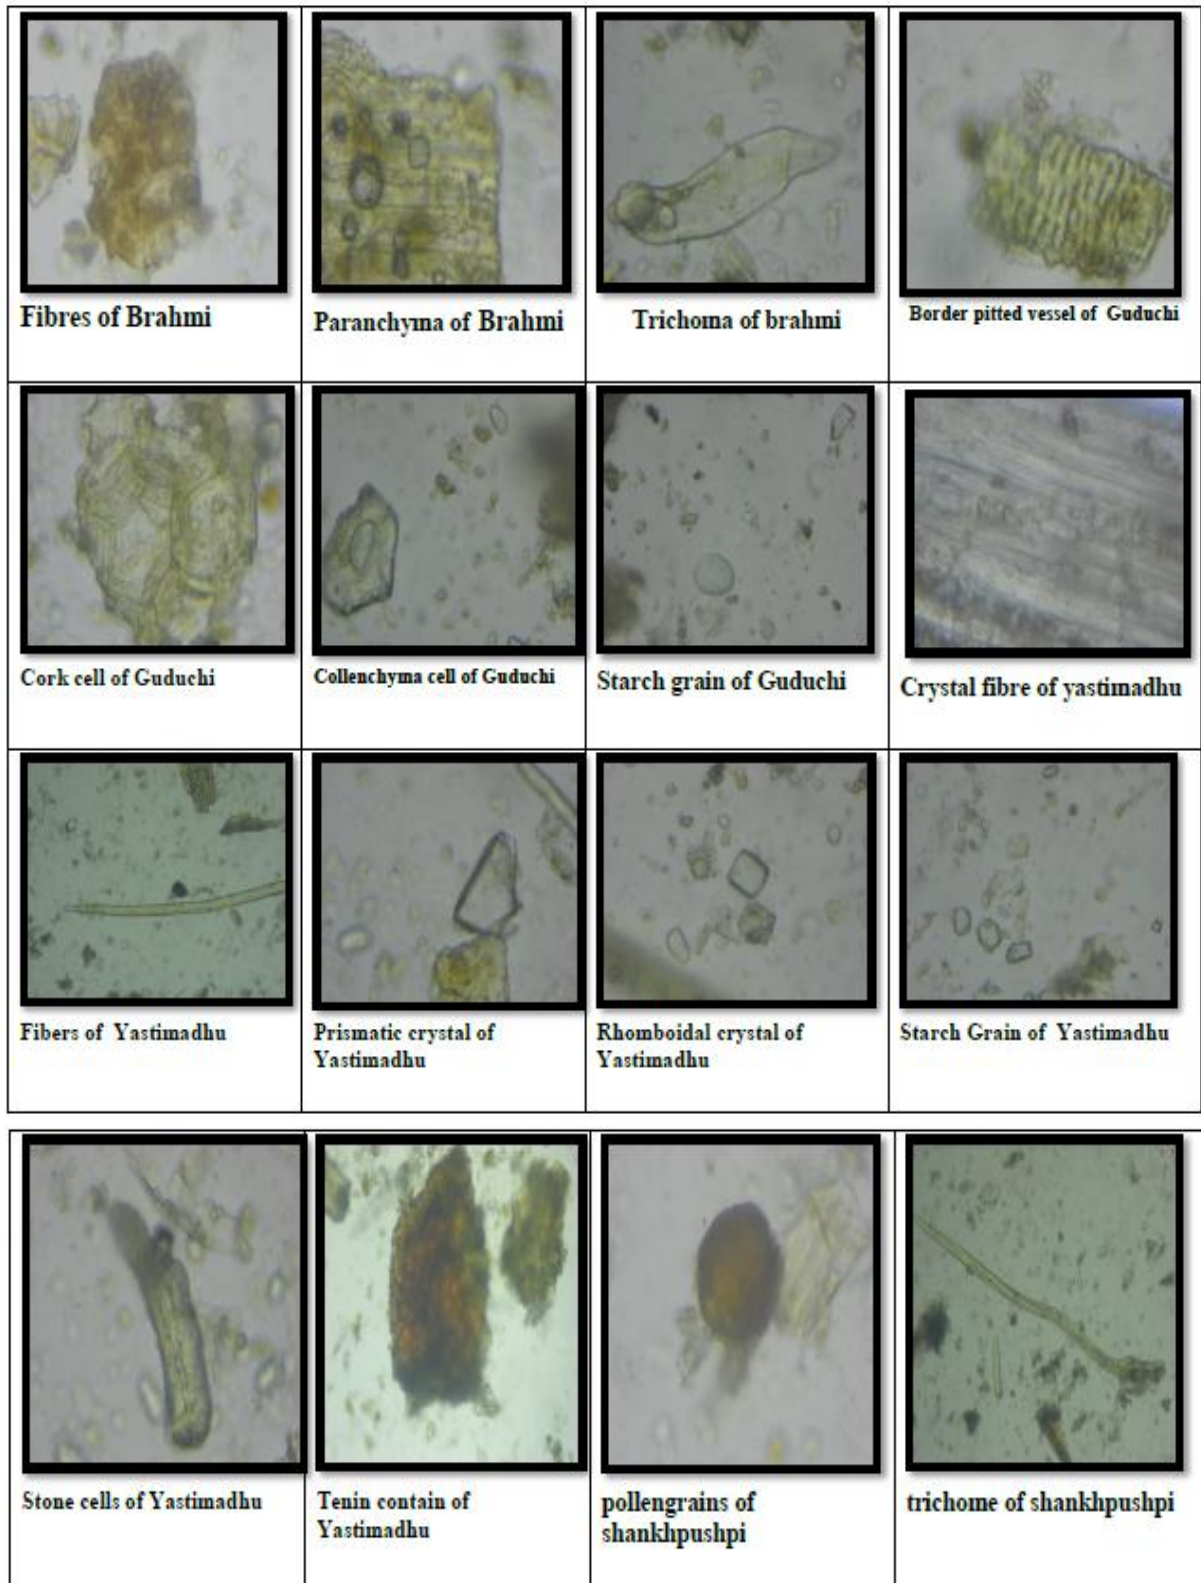 Fibres of Brahmi
Paranchyma of Brahmi
Trichoma of brahmi
Border pitted vessel of Guduchi
Cork cell of Guduchi
Collenchyma cell of Guduchi
Starch grain of Guduchi
Crystal fibre of yastimadhu
Fibers of Yastimadhu
Prismatic crystal of
Yastimadhu
Rhomboidal crystal of
Yastimadhu
Starch Grain of Yastimadhu
Stone cells of Yastimadhu
Tenin contain of
Yastimadhu
pollengrains of
shankhpushpi
trichome of shankhpushpi